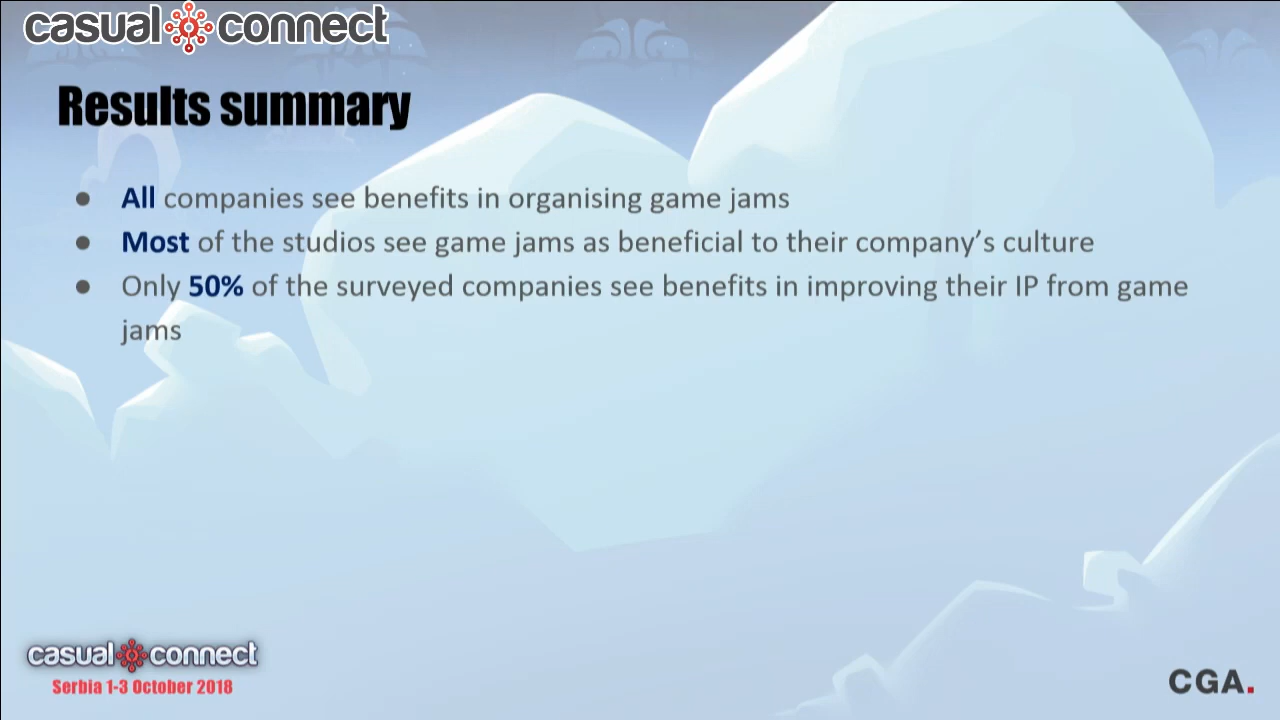 casual connect
Results summary
● All companies see benefits in organising game jams
● Most of the studios see game jams as beneficial to their company's culture
● Only 50% of the surveyed companies see benefits in improving their IP from game
jams
casual connect
Serbia 1-3 October 2018
CGA.